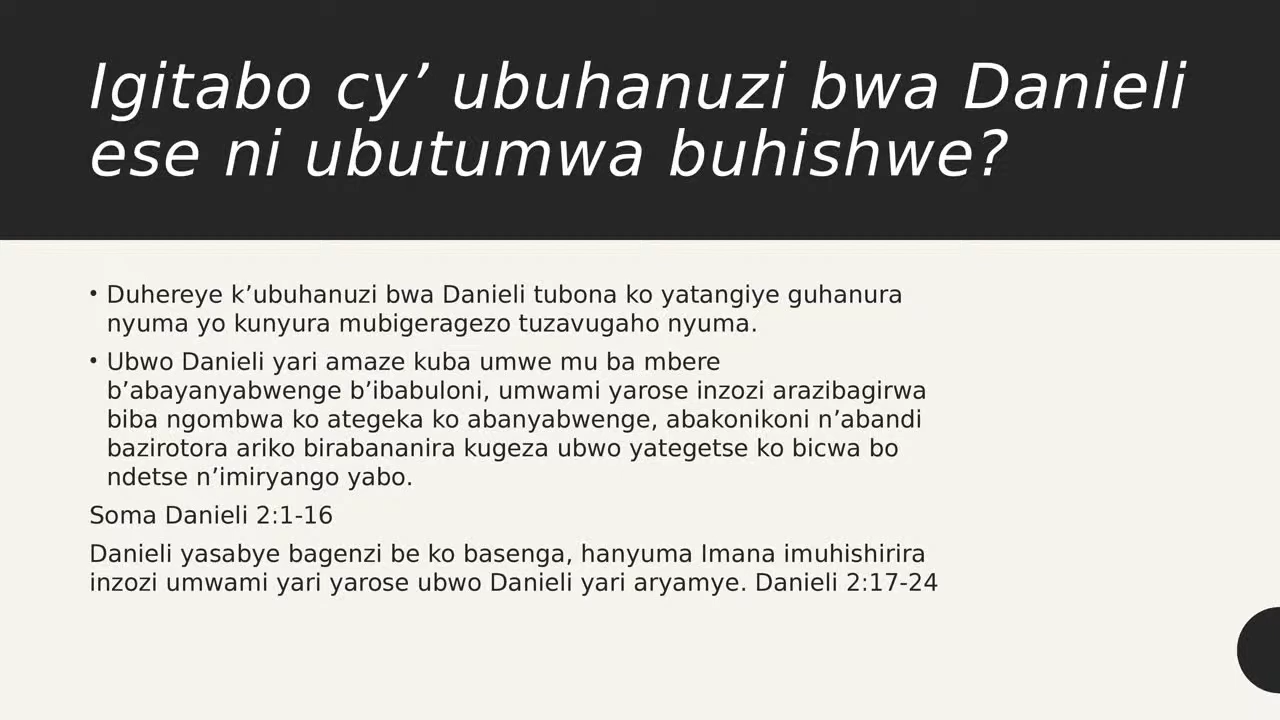 Igitabo cy’ ubuhanuzi bwa Danieli
ese ni ubutumwa buhishwe?
• Duhereye k’ubuhanuzi bwa Danieli tubona ko yatangiye guhanura
nyuma yo kunyura mubigeragezo tuzavugaho nyuma.
• Ubwo Danieli yari amaze kuba umwe mu ba mbere
b’abayanyabwenge b’ibabuloni, umwami yarose inzozi arazibagirwa
biba ngombwa ko ategeka ko abanyabwenge, abakonikoni n’abandi
bazirotora ariko birabananira kugeza ubwo yategetse ko bicwa bo
ndetse n’imiryango yabo.
Soma Danieli 2:1-16
Danieli yasabye bagenzi be ko basenga, hanyuma Imana imuhishirira
inzozi umwami yari yarose ubwo Danieli yari aryamye. Danieli 2:17-24